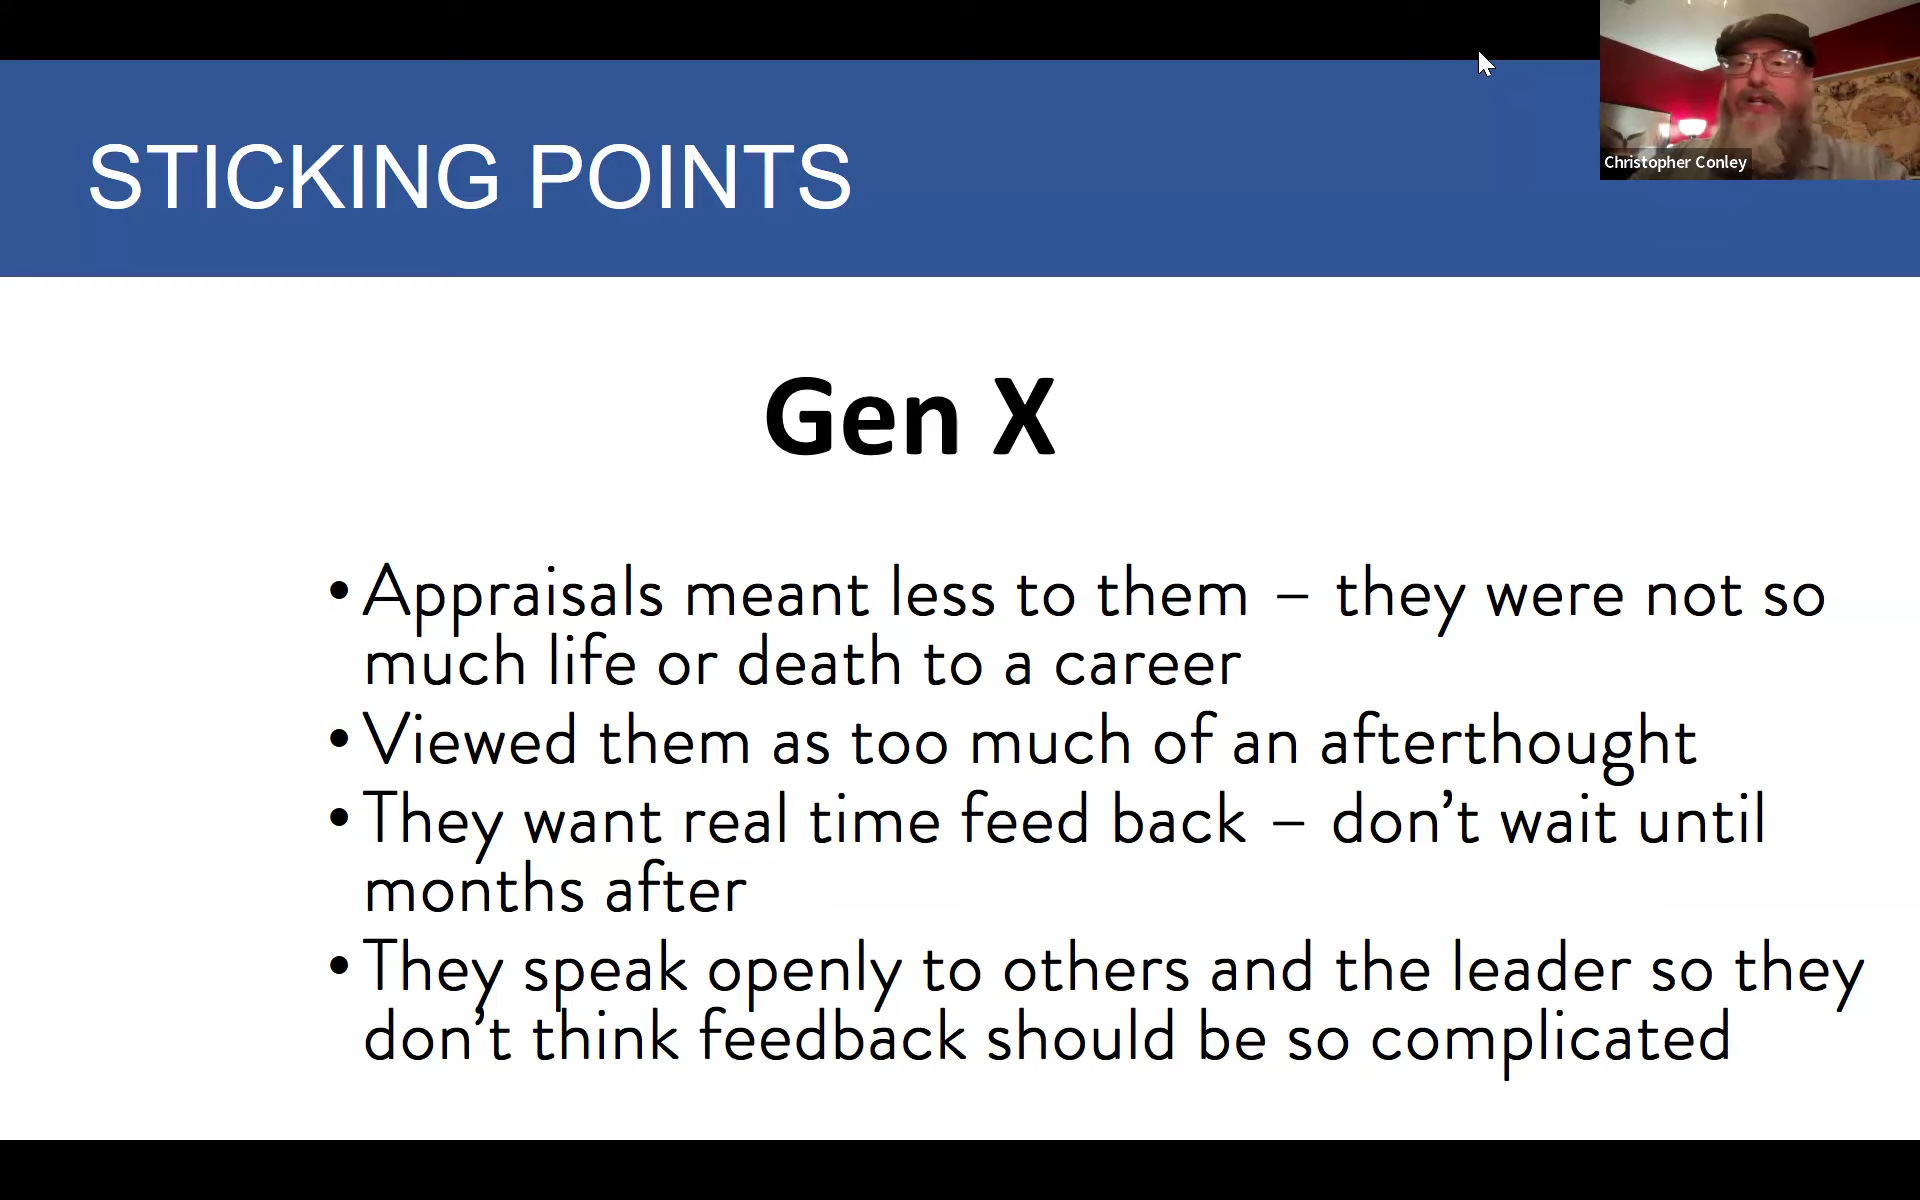 STICKING POINTS
Christopher Conley
Gen X
• Appraisals meant less to them – they were not so
much life or death to a career
• Viewed them as too much of an afterthought
• They want real time feed back – don’t wait until
months after
• They speak openly to others and the leader so they
don’t think feedback should be so complicated